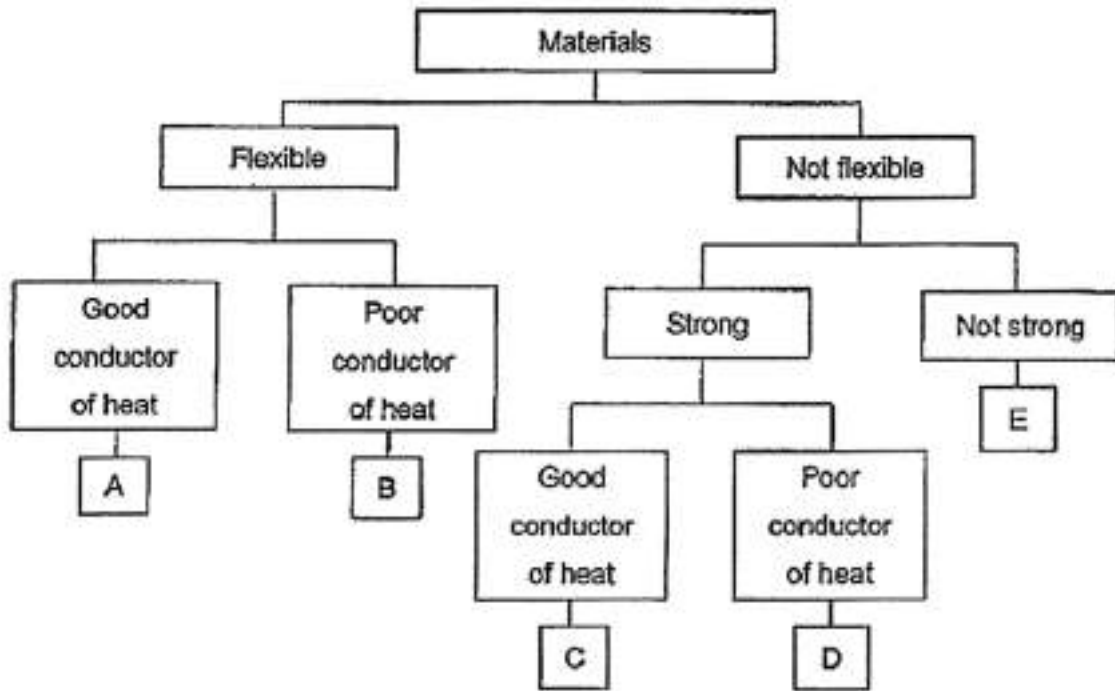 Materials
Flexible
Not flexible
Good
conductor
of heat
Poor
conductor
of heat
Strong
Not strong
A
B
E
Good
conductor
of heat
Poor
conductor
of heat
C
D